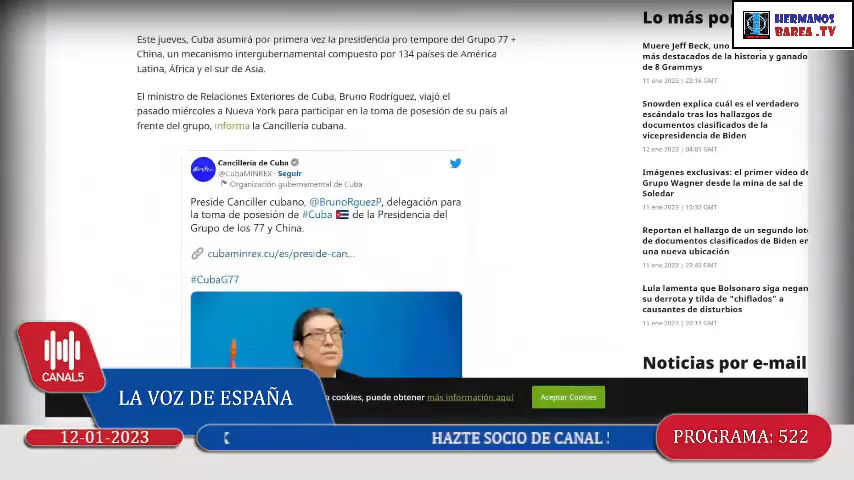 Este jueves, Cuba asumirá por primera vez la presidencia pro tempore del Grupo 77 +
China, un mecanismo intergubernamental compuesto por 134 países de América
Latina, África y el sur de Asia.
El ministro de Relaciones Exteriores de Cuba, Bruno Rodríguez, viajó el
pasado miércoles a Nueva York para participar en la toma de posesión de su país al
frente del grupo, informa la Cancillería cubana.
Cancillería de Cuba
@CubaMINREX · Seguir
Organización gubernamental de Cuba
Preside Canciller cubano, @BrunoRguezP, delegación para
la toma de posesión de #Cuba de la Presidencia del
Grupo de los 77 y China.
cubaminrex.cu/es/preside-can...
#CubaG77
Lo más pop
HERMANOS
BAREA .TV
Muere Jeff Beck, uno
más destacados de la historia y ganado
de 8 Grammys
11 ene 2023 | 22:16 GMT
Snowden explica cuál es el verdadero
escándalo tras los hallazgos de
documentos clasificados de la
vicepresidencia de Biden
12 ene 2023 | 04:01 GMT
Imágenes exclusivas: el primer video de
Grupo Wagner desde la mina de sal de
Soledar
11 ene 2023 | 10:32 GMT
Reportan el hallazgo de un segundo lote
de documentos clasificados de Biden en
una nueva ubicación
11 ene 2023 | 22:42 GMT
Lula lamenta que Bolsonaro siga negan
su derrota y tilda de "chiflados" a
causantes de disturbios
11 ene 2023 | 20:11 GMT
Noticias por e-mail
a cookies, puede obtener más información aquí
Aceptar Cookies
CANAL5
LA VOZ DE ESPAÑA
12-01-2023
HAZTE SOCIO DE CANAL
PROGRAMA: 522